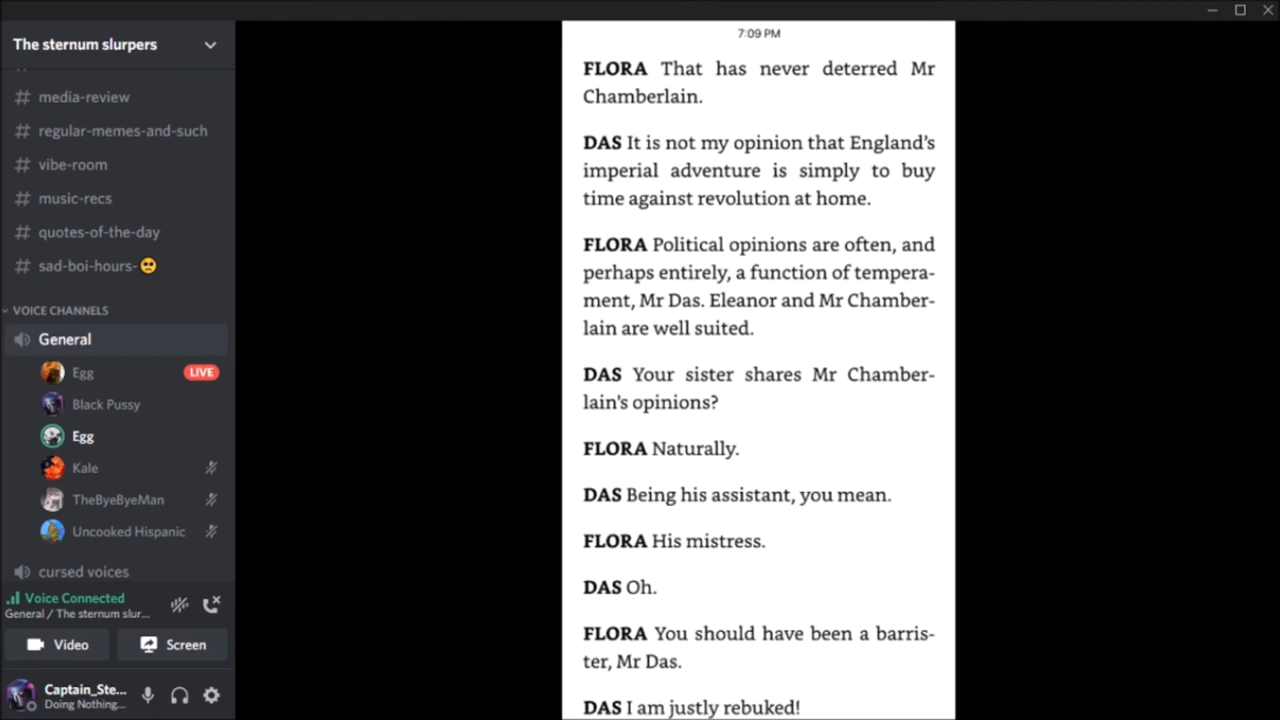 The sternum slurpers
# media-review
# regular-memes-and-such
# vibe-room
# music-recs
# quotes-of-the-day
# sad-boi-hours-🥺
VOICE CHANNELS
General
Egg LIVE
Black Pussy
Egg
Kale
TheByeByeMan
Uncooked Hispanic
cursed voices
Voice Connected
General / The sternum slur...
Video Screen
Captain_Ste...
Doing Nothing...
7:09 PM
FLORA That has never deterred Mr
Chamberlain.
DAS It is not my opinion that England's
imperial adventure is simply to buy
time against revolution at home.
FLORA Political opinions are often, and
perhaps entirely, a function of tempera-
ment, Mr Das. Eleanor and Mr Chamber-
lain are well suited.
DAS Your sister shares Mr Chamber-
lain's opinions?
FLORA Naturally.
DAS Being his assistant, you mean.
FLORA His mistress.
DAS Oh.
FLORA You should have been a barris-
ter, Mr Das.
DAS I am justly rebuked!